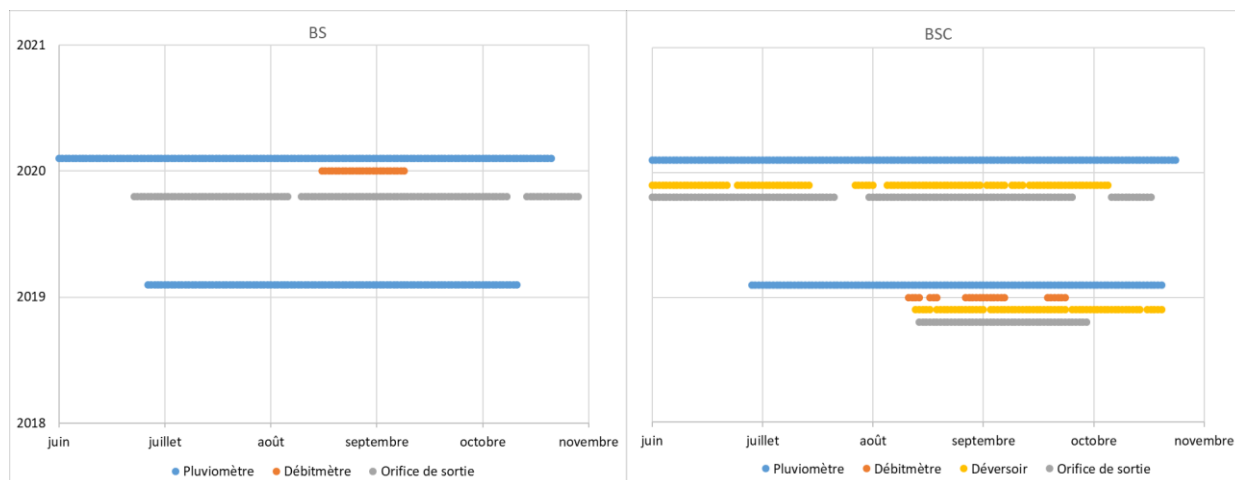 BS
2021
2020
2019
2018
juin juillet août septembre octobre novembre
Pluviomètre Débitmètre Orifice de sortie
BSC
juin juillet août septembre octobre novembre
Pluviomètre Débitmètre Déversoir Orifice de sortie